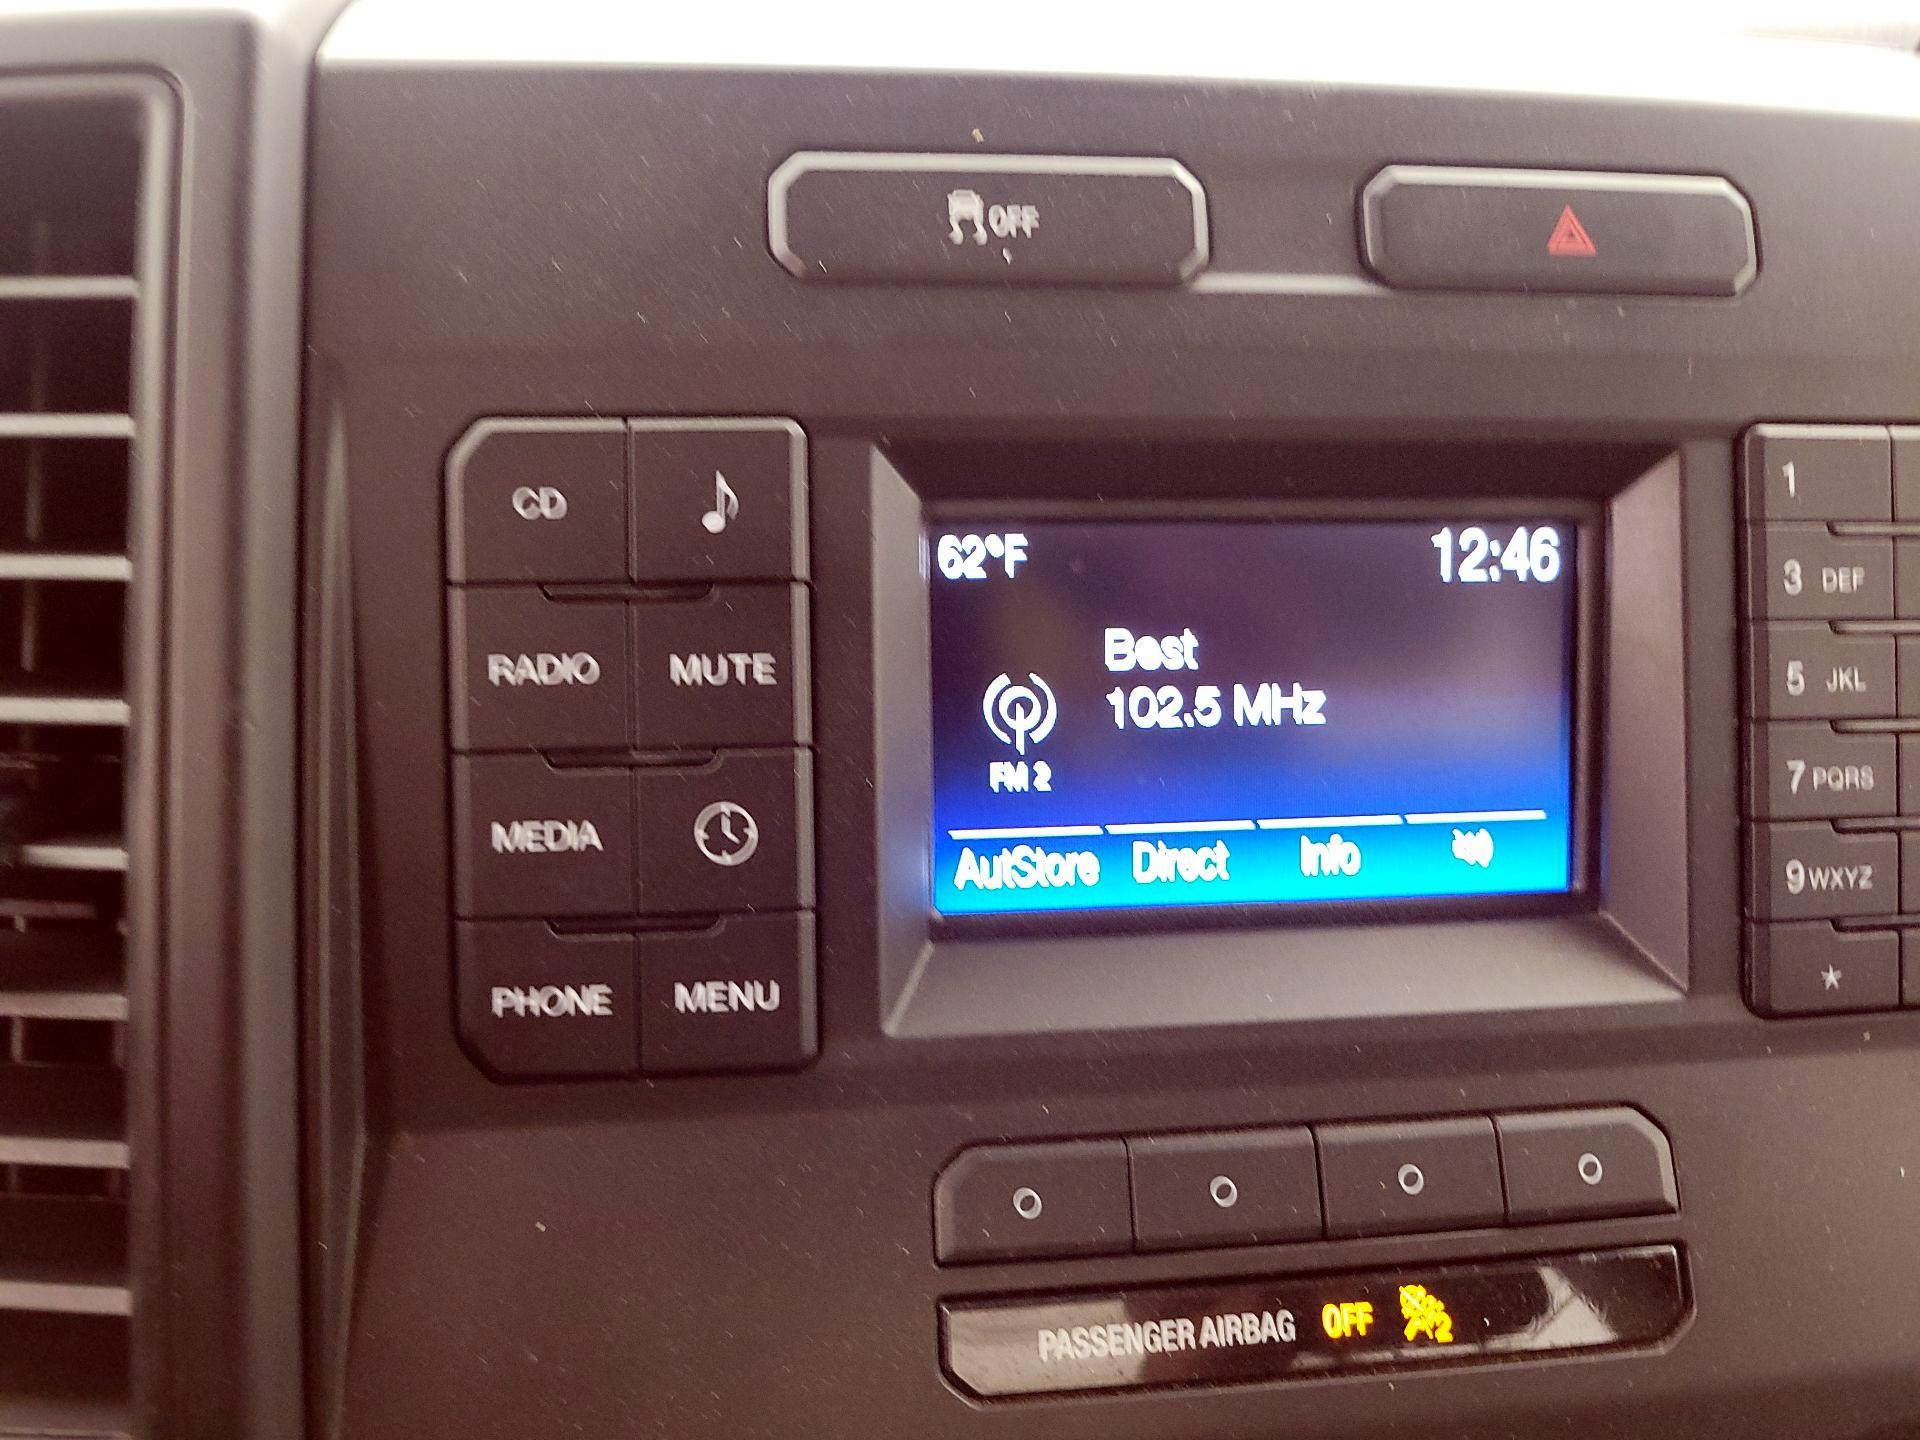 OFF
CD
RADIO MUTE
MEDIA
PHONE MENU
62°F 12:46
Best
102.5 MHz
FM 2
AutStore Direct Info
1
3 DEF
5 JKL
7 PQRS
9 WXYZ
*
PASSENGER AIRBAG OFF 2